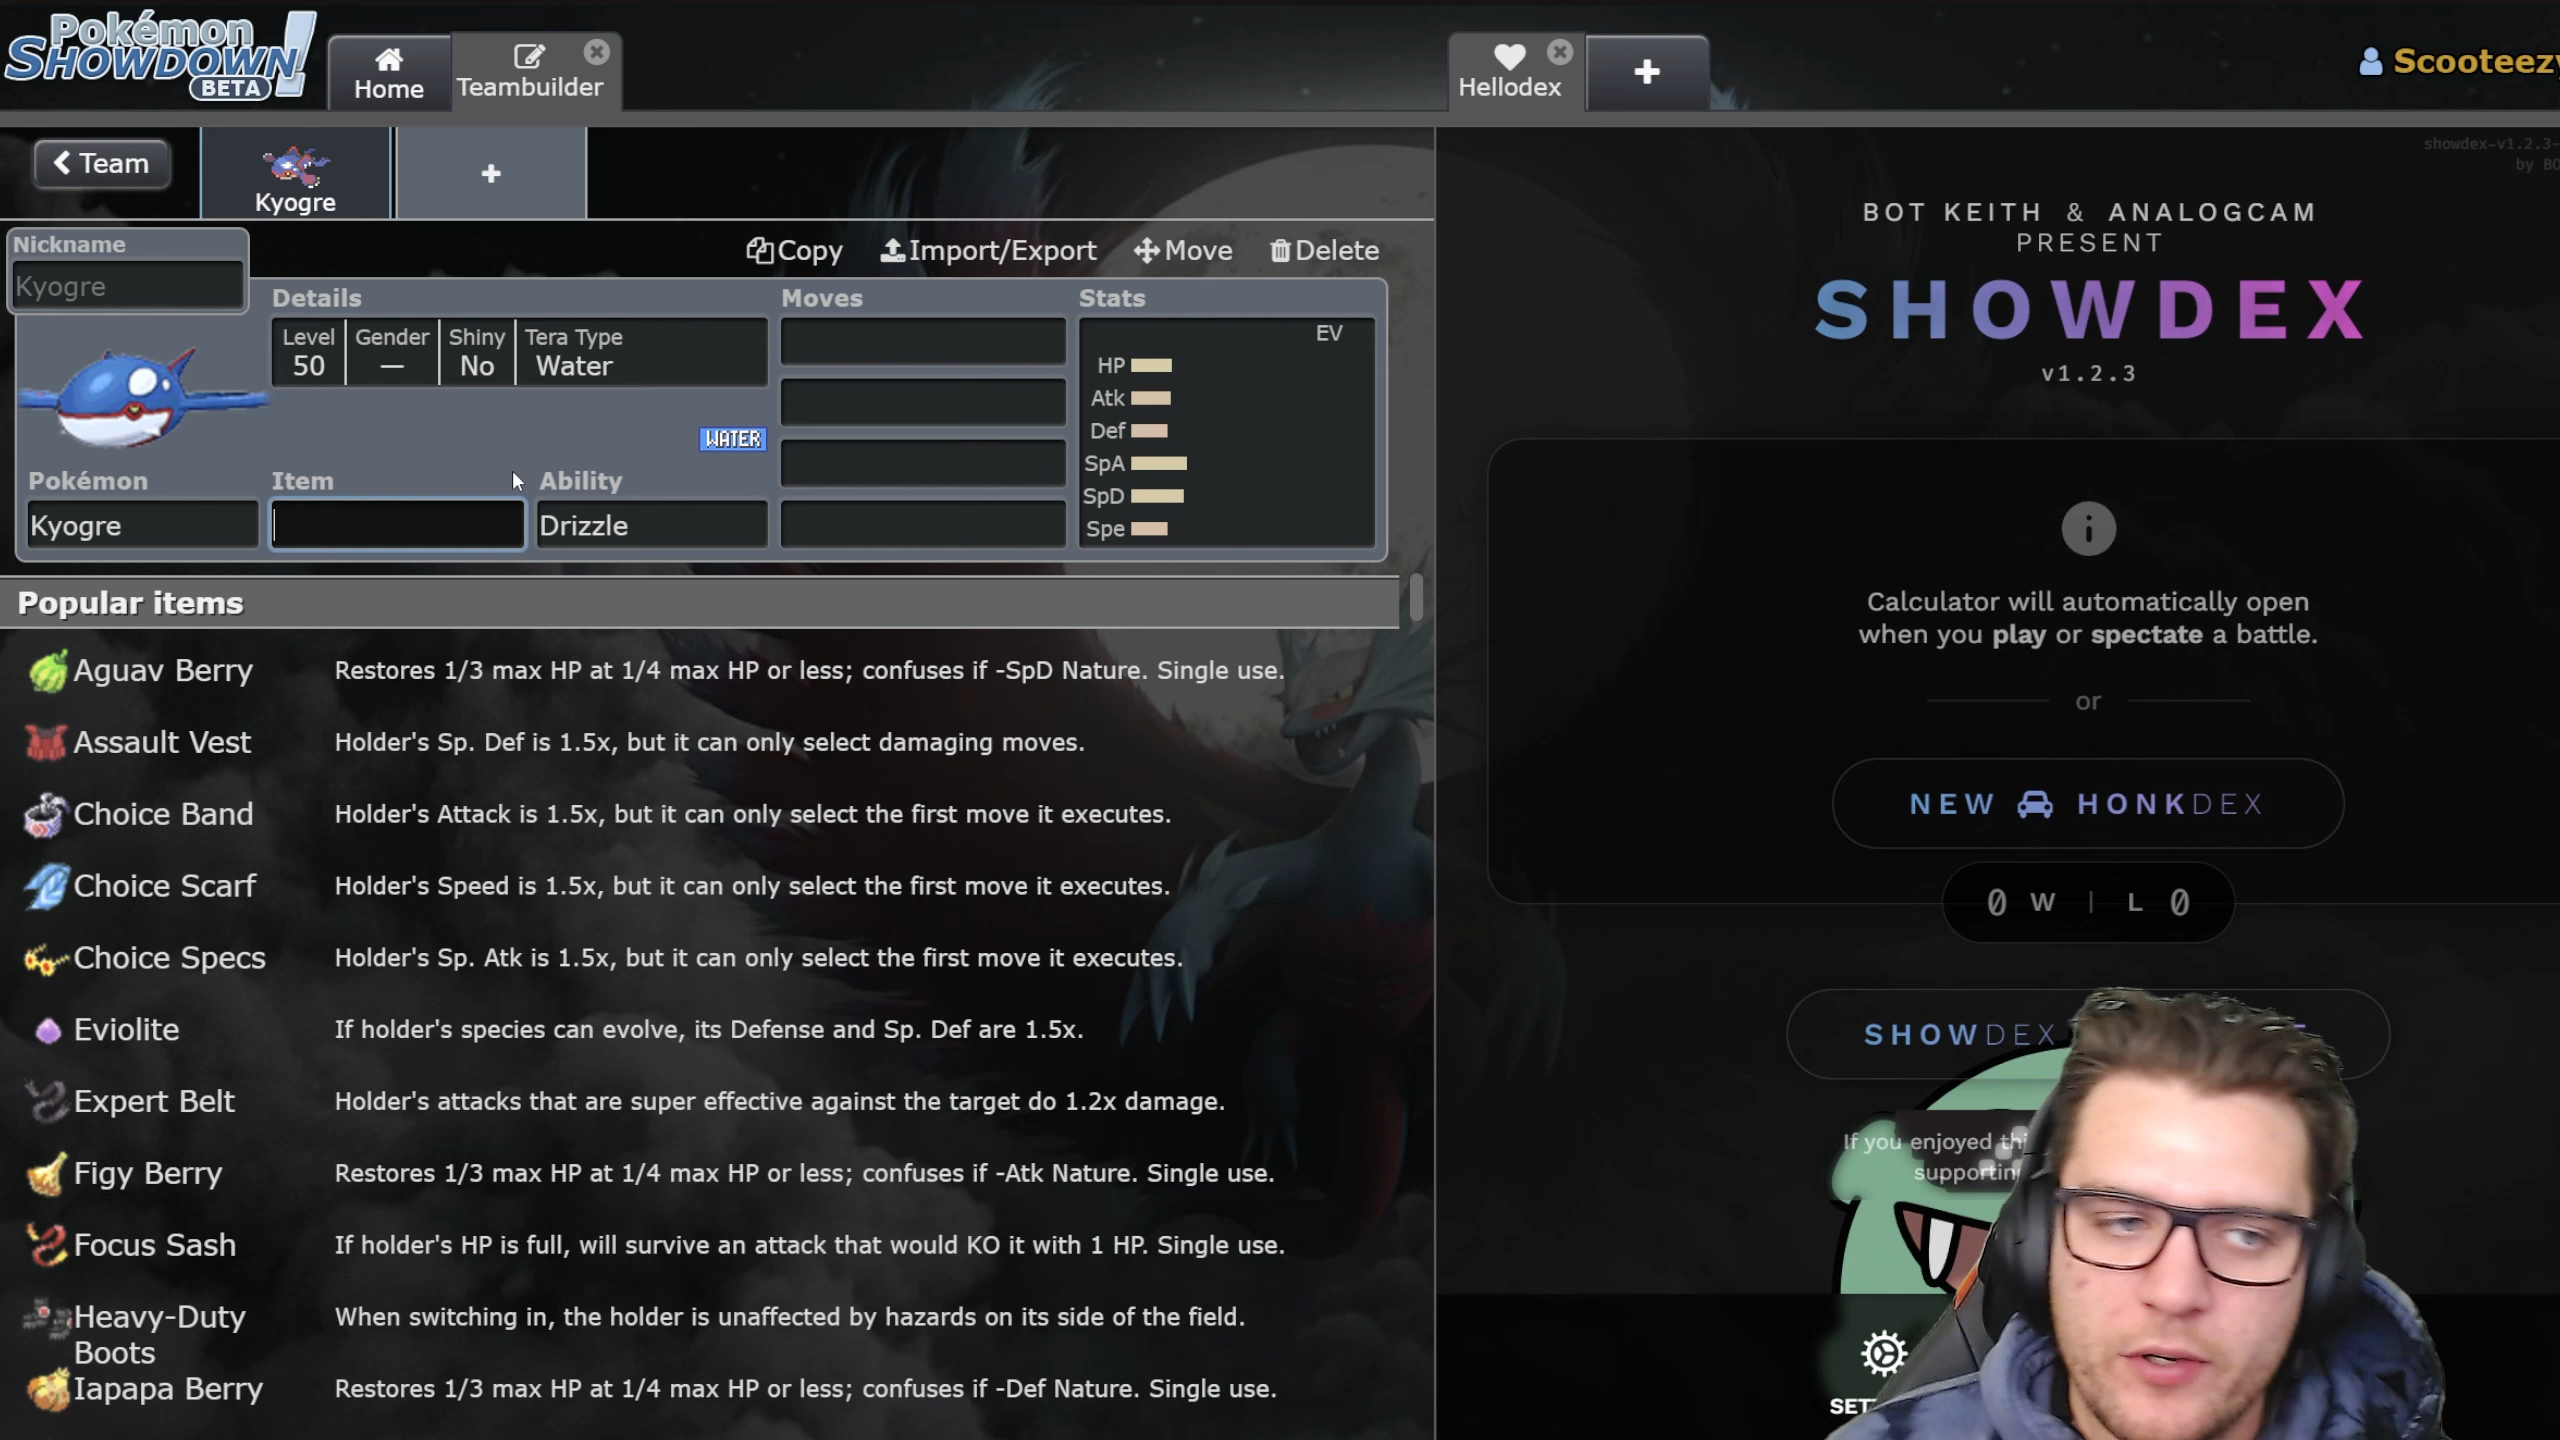 Pokémon
SHOWDOWN!
BETA
Home
Teambuilder
Hellodex
+
Scooteezy
Team
Kyogre
+
showdex-v1.2.3-
by BO
Nickname
Kyogre
Copy
Import/Export
Move
Delete
Details
Moves
Stats
Level
Gender
Shiny
Tera Type
50
—
No
Water
EV
HP
Atk
Def
SpA
SpD
Spe
WATER
Pokémon
Item
Ability
Kyogre
Drizzle
Popular items
Aguav Berry Restores 1/3 max HP at 1/4 max HP or less; confuses if -SpD Nature. Single use.
Assault Vest Holder's Sp. Def is 1.5x, but it can only select damaging moves.
Choice Band Holder's Attack is 1.5x, but it can only select the first move it executes.
Choice Scarf Holder's Speed is 1.5x, but it can only select the first move it executes.
Choice Specs Holder's Sp. Atk is 1.5x, but it can only select the first move it executes.
Eviolite If holder's species can evolve, its Defense and Sp. Def are 1.5x.
Expert Belt Holder's attacks that are super effective against the target do 1.2x damage.
Figy Berry Restores 1/3 max HP at 1/4 max HP or less; confuses if -Atk Nature. Single use.
Focus Sash If holder's HP is full, will survive an attack that would KO it with 1 HP. Single use.
Heavy-Duty When switching in, the holder is unaffected by hazards on its side of the field.
Boots
Iapapa Berry Restores 1/3 max HP at 1/4 max HP or less; confuses if -Def Nature. Single use.
BOT KEITH & ANALOGCAM
PRESENT
SHOWDEX
v1.2.3
Calculator will automatically open
when you play or spectate a battle.
or
NEW HONKDEX
0 W | L 0
SHOWDEX
If you enjoyed
supporting